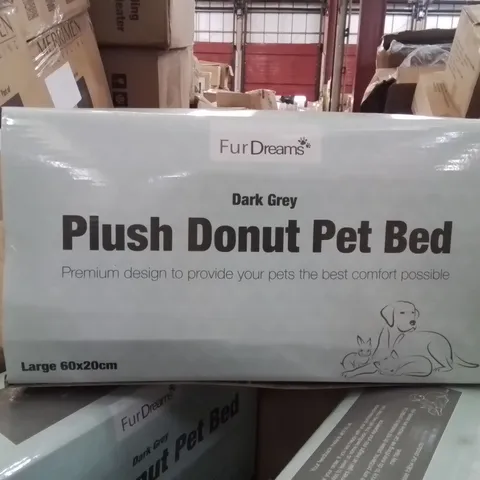 FurDreams
Dark Grey
Plush Donut Pet Bed
Premium design to provide your pets the best comfort possible
Large 60x20cm
FurDreams
Dark Grey
nut Pet Bed